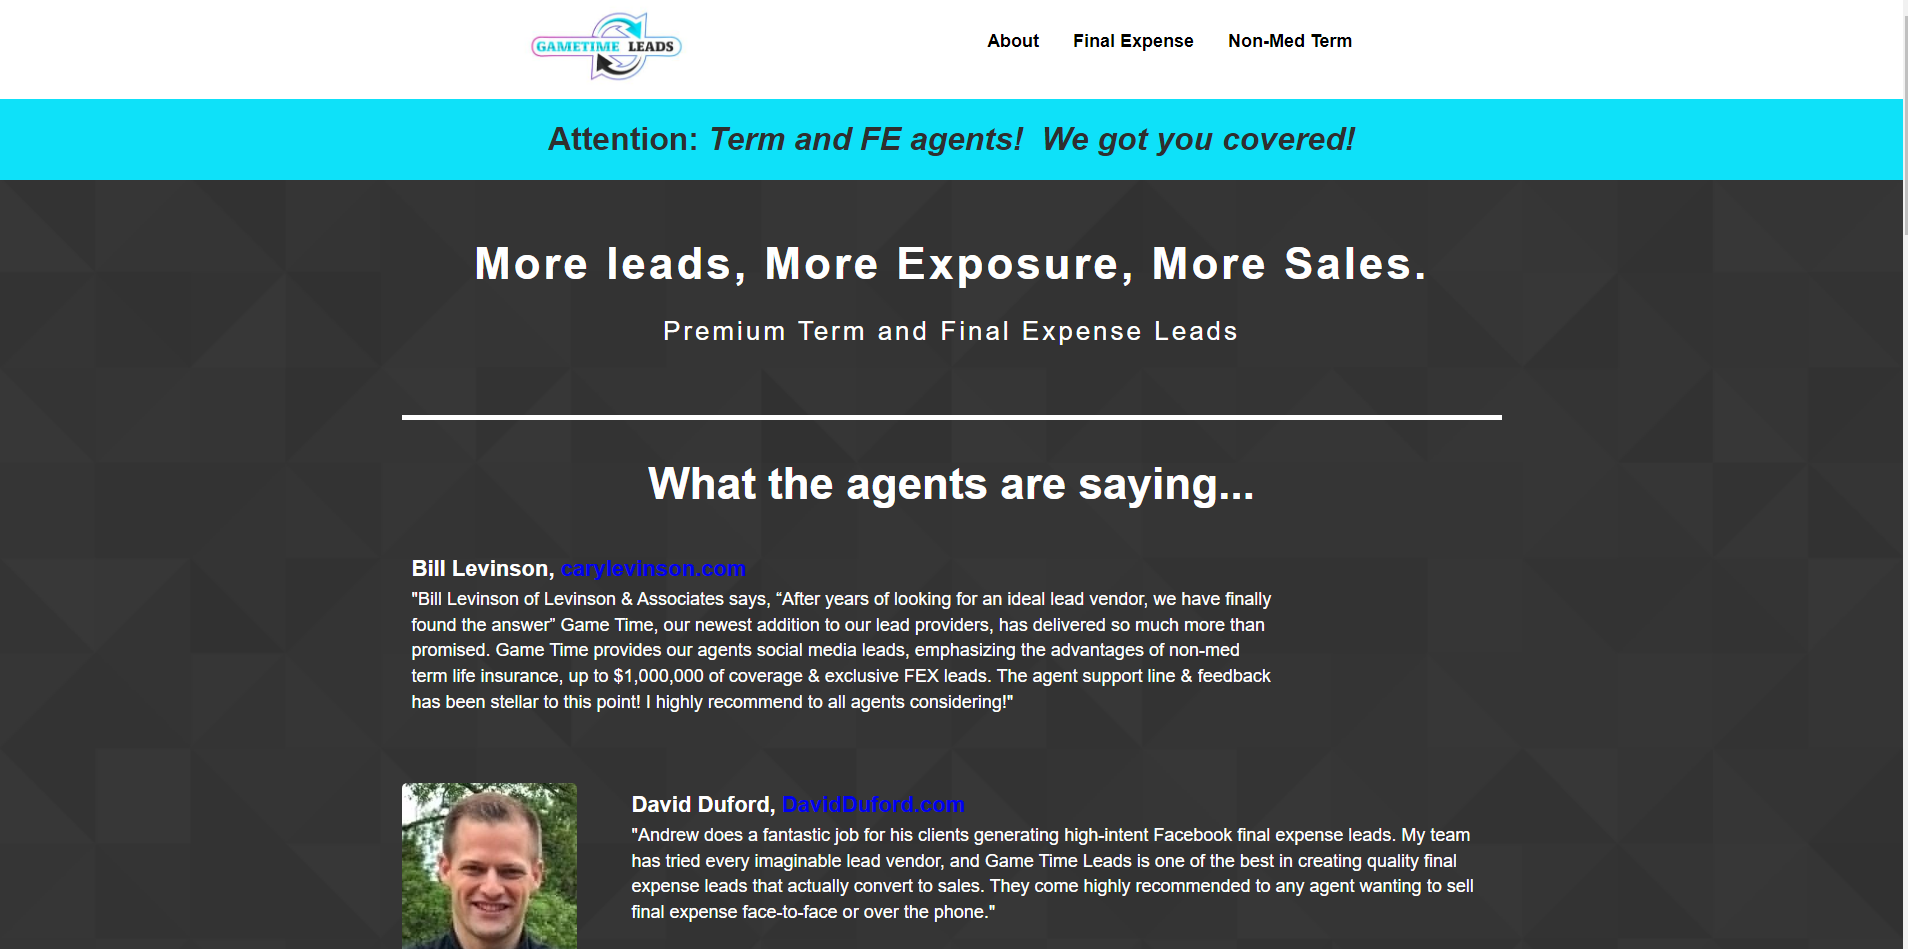 GAMETIME LEADS
About Final Expense Non-Med Term
Attention: Term and FE agents! We got you covered!
More leads, More Exposure, More Sales.
Premium Term and Final Expense Leads
What the agents are saying...
Bill Levinson, carylevinson.com
"Bill Levinson of Levinson & Associates says, “After years of looking for an ideal lead vendor, we have finally
found the answer” Game Time, our newest addition to our lead providers, has delivered so much more than
promised. Game Time provides our agents social media leads, emphasizing the advantages of non-med
term life insurance, up to $1,000,000 of coverage & exclusive FEX leads. The agent support line & feedback
has been stellar to this point! I highly recommend to all agents considering!"
David Duford, DavidDuford.com
"Andrew does a fantastic job for his clients generating high-intent Facebook final expense leads. My team
has tried every imaginable lead vendor, and Game Time Leads is one of the best in creating quality final
expense leads that actually convert to sales. They come highly recommended to any agent wanting to sell
final expense face-to-face or over the phone."